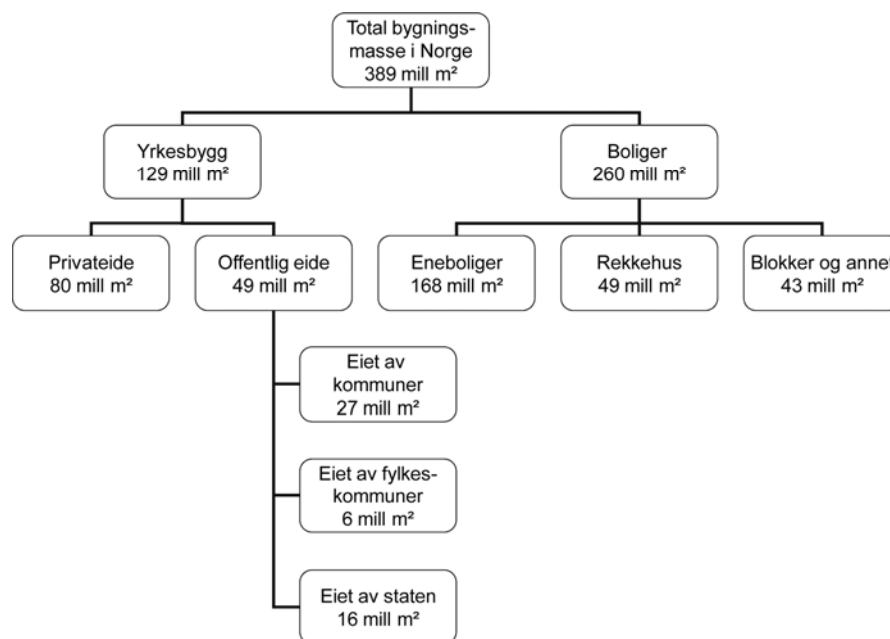 Total bygnings-
masse i Norge
389 mill m²
Yrkesbygg
129 mill m²
Boliger
260 mill m²
Privateide
80 mill m²
Offentlig eide
49 mill m²
Eneboliger
168 mill m²
Rekkehus
49 mill m²
Blokker og annet
43 mill m²
Eiet av
kommuner
27 mill m²
Eiet av fylkes-
kommuner
6 mill m²
Eiet av staten
16 mill m²